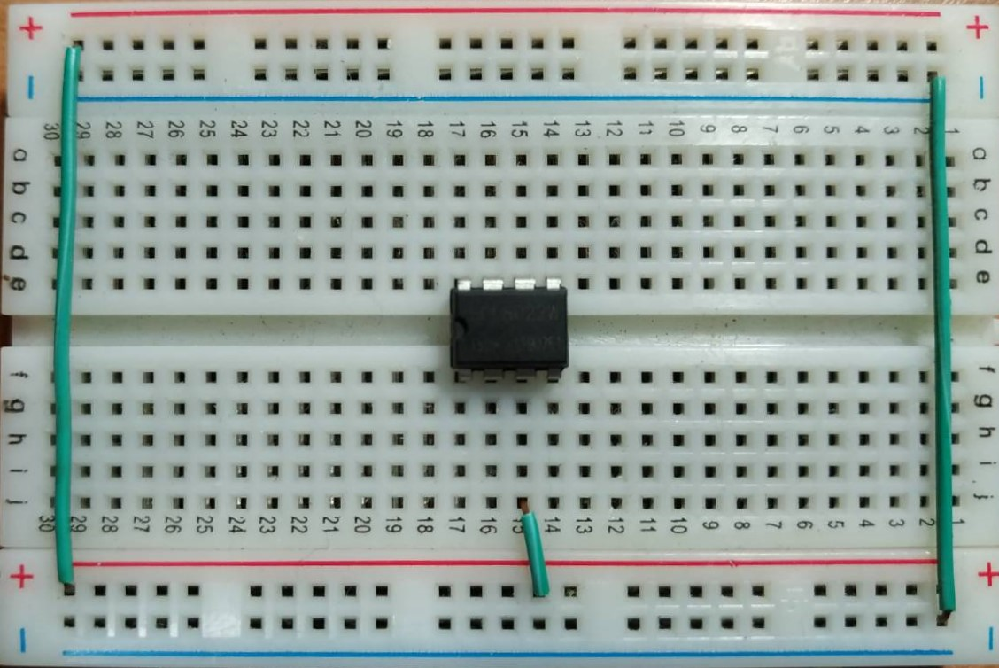 + +
- -
30 29 28 27 26 25 24 23 22 21 20 19 18 17 16 15 14 13 12 11 10 9 8 7 6 5 4 3 2 1
a a
b b
c c
d d
e e
f f
g g
h h
i i
j j
30 29 28 27 26 25 24 23 22 21 20 19 18 17 16 15 14 13 12 11 10 9 8 7 6 5 4 3 2 1
+ +
- -